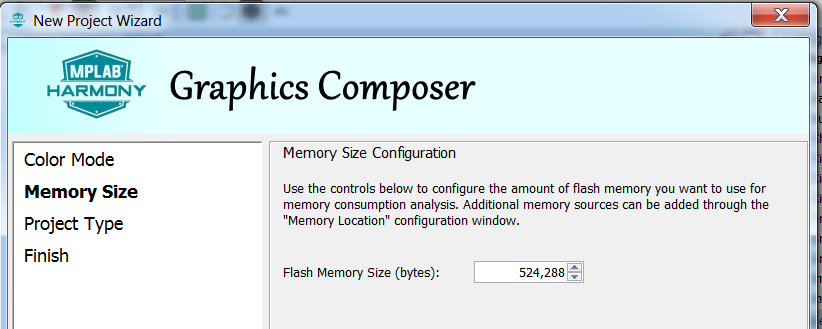 New Project Wizard
MPLAB®
HARMONY
Graphics Composer
Color Mode
Memory Size
Project Type
Finish
Memory Size Configuration
Use the controls below to configure the amount of flash memory you want to use for
memory consumption analysis. Additional memory sources can be added through the
"Memory Location" configuration window.
Flash Memory Size (bytes):
524,288